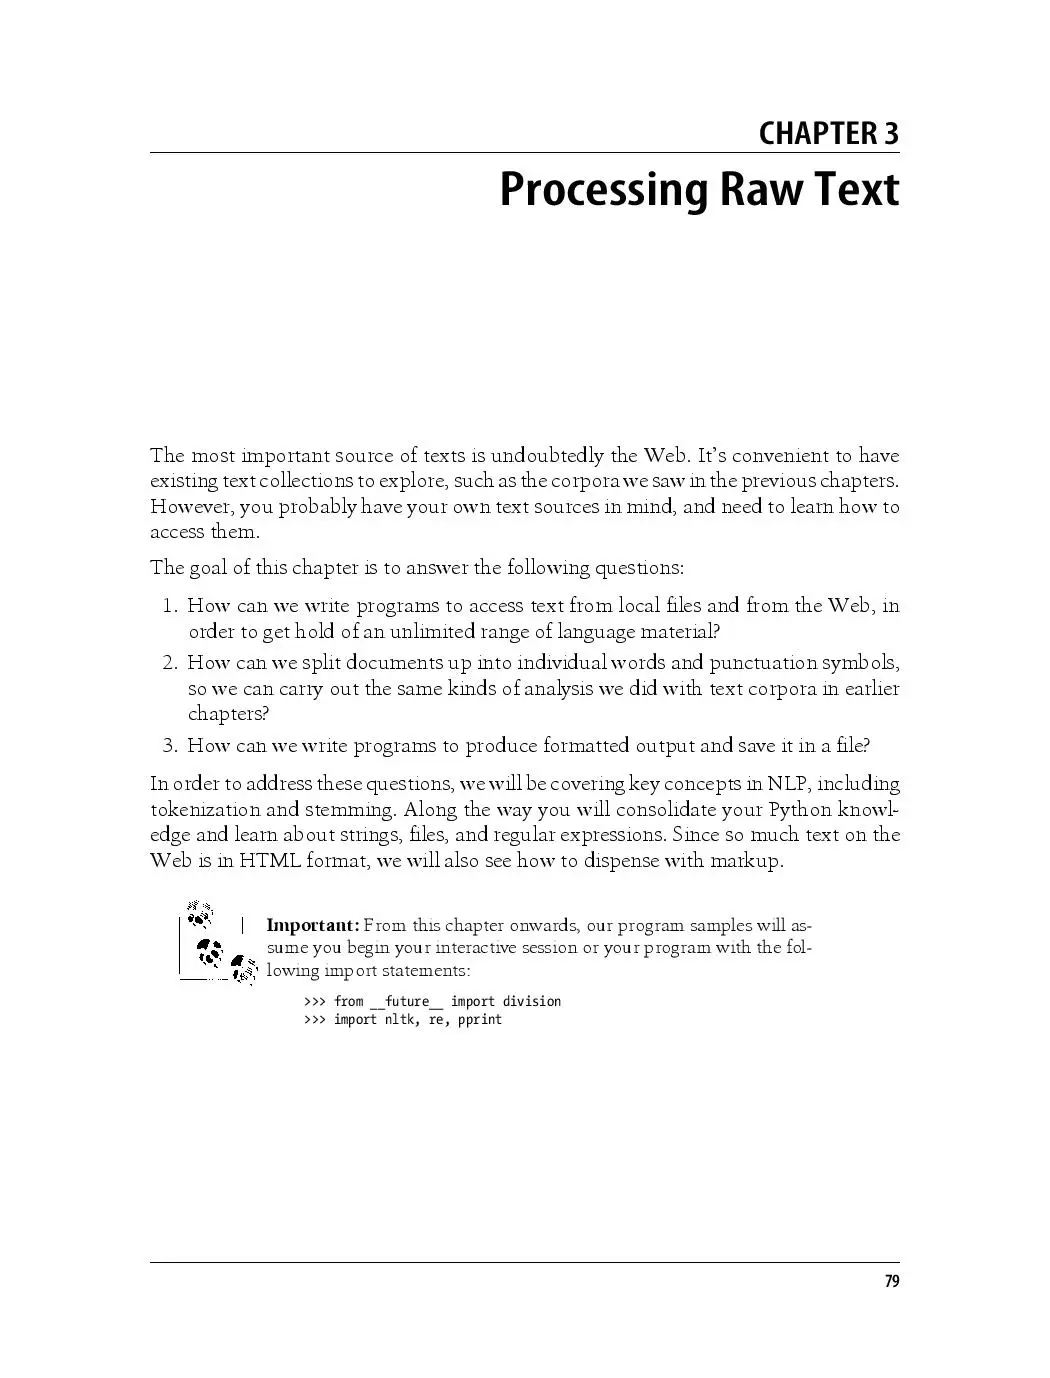 CHAPTER 3
Processing Raw Text
The most important source of texts is undoubtedly the Web. It’s convenient to have
existing text collections to explore, such as the corpora we saw in the previous chapters.
However, you probably have your own text sources in mind, and need to learn how to
access them.
The goal of this chapter is to answer the following questions:
1. How can we write programs to access text from local files and from the Web, in
order to get hold of an unlimited range of language material?
2. How can we split documents up into individual words and punctuation symbols,
so we can carry out the same kinds of analysis we did with text corpora in earlier
chapters?
3. How can we write programs to produce formatted output and save it in a file?
In order to address these questions, we will be covering key concepts in NLP, including
tokenization and stemming. Along the way you will consolidate your Python knowl-
edge and learn about strings, files, and regular expressions. Since so much text on the
Web is in HTML format, we will also see how to dispense with markup.
Important: From this chapter onwards, our program samples will as-
sume you begin your interactive session or your program with the fol-
lowing import statements:
>>> from __future__ import division
>>> import nltk, re, pprint
79